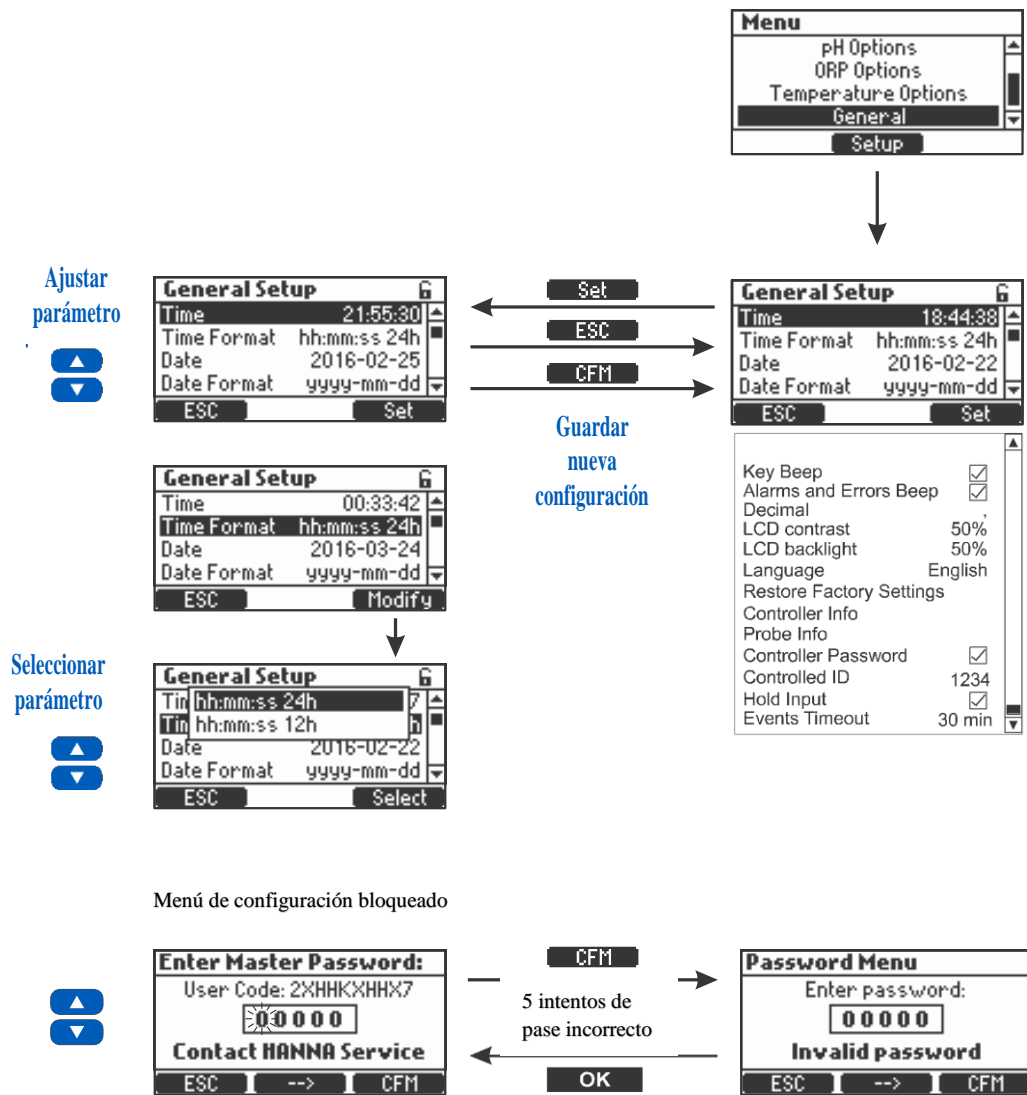 Menu
pH Options
ORP Options
Temperature Options
General
Setup
Ajustar
parámetro
.
General Setup
Time 21:55:30
Time Format hh:mm:ss 24h
Date 2016-02-25
Date Format yyyy-mm-dd
ESC Set
Set
ESC
CFM
Guardar
nueva
configuración
General Setup
Time 18:44:38
Time Format hh:mm:ss 24h
Date 2016-02-22
Date Format yyyy-mm-dd
ESC Set
Key Beep
Alarms and Errors Beep
Decimal ,
LCD contrast 50%
LCD backlight 50%
Language English
Restore Factory Settings
Controller Info
Probe Info
Controller Password
Controlled ID 1234
Hold Input
Events Timeout 30 min
General Setup
Time 00:33:42
Time Format hh:mm:ss 24h
Date 2016-03-24
Date Format yyyy-mm-dd
ESC Modify
Seleccionar
parámetro
General Setup
Tin hh:mm:ss 24h 7
Tin hh:mm:ss 12h h
Date 2016-02-22
Date Format yyyy-mm-dd
ESC Select
Menú de configuración bloqueado
Enter Master Password:
User Code: 2XHHKXHHX7
00000
Contact HANNA Service
ESC --> CFM
CFM
5 intentos de
pase incorrecto
OK
Password Menu
Enter password:
00000
Invalid password
ESC --> CFM